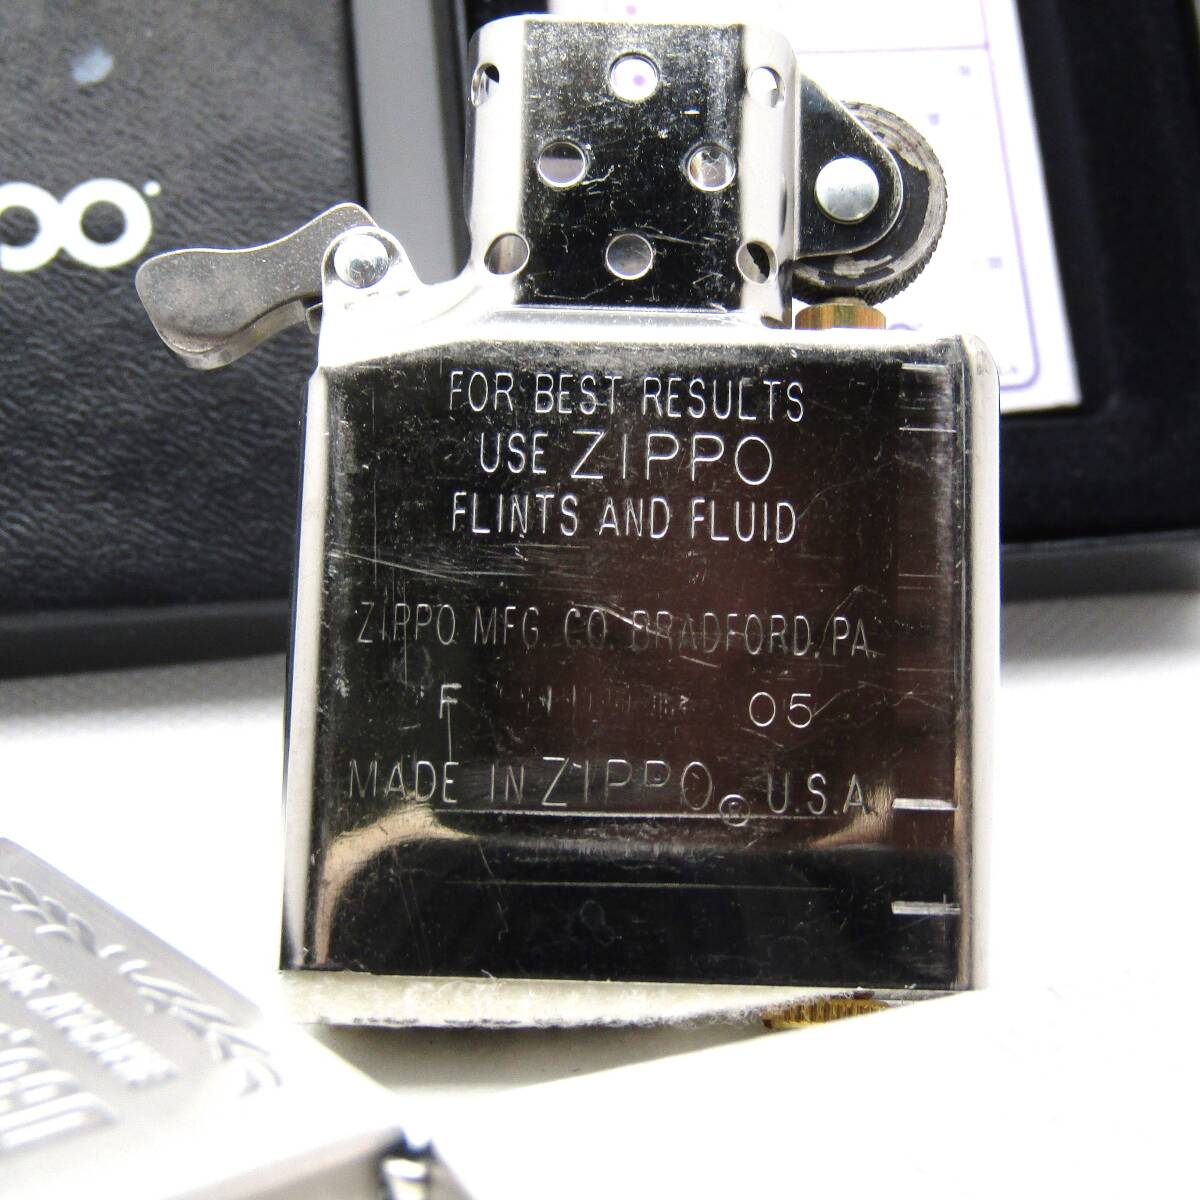 FOR BEST RESULTS
USE ZIPPO
FLINTS AND FLUID
ZIPPO MFG. CO. BRADFORD, PA.
F 05
MADE IN ZIPPO® U.S.A.